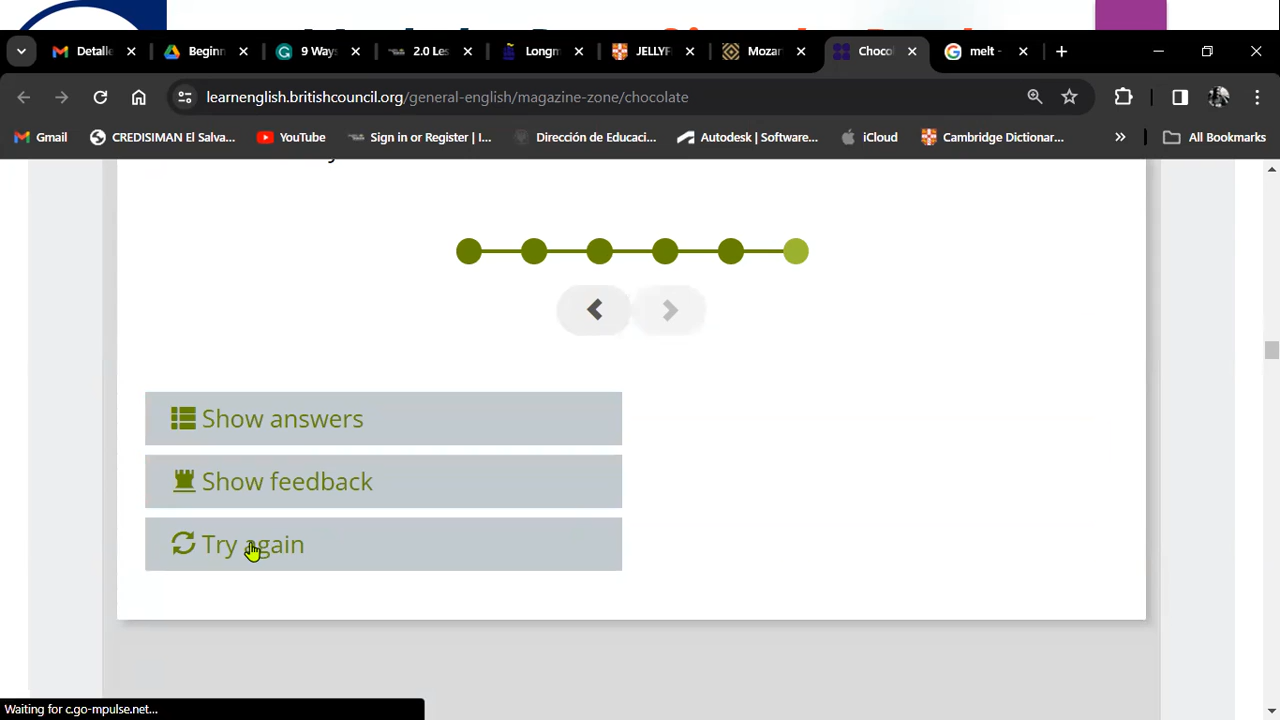 Detalle
Beginn
9 Ways
2.0 Les
Longm
JELLYF
Mozar
Choco
melt -
learnenglish.britishcouncil.org/general-english/magazine-zone/chocolate
Gmail
CREDISIMAN El Salva...
YouTube
Sign in or Register | I...
Dirección de Educaci...
Autodesk | Software...
iCloud
Cambridge Dictionar...
All Bookmarks
Show answers
Show feedback
Try again
Waiting for c.go-mpulse.net...